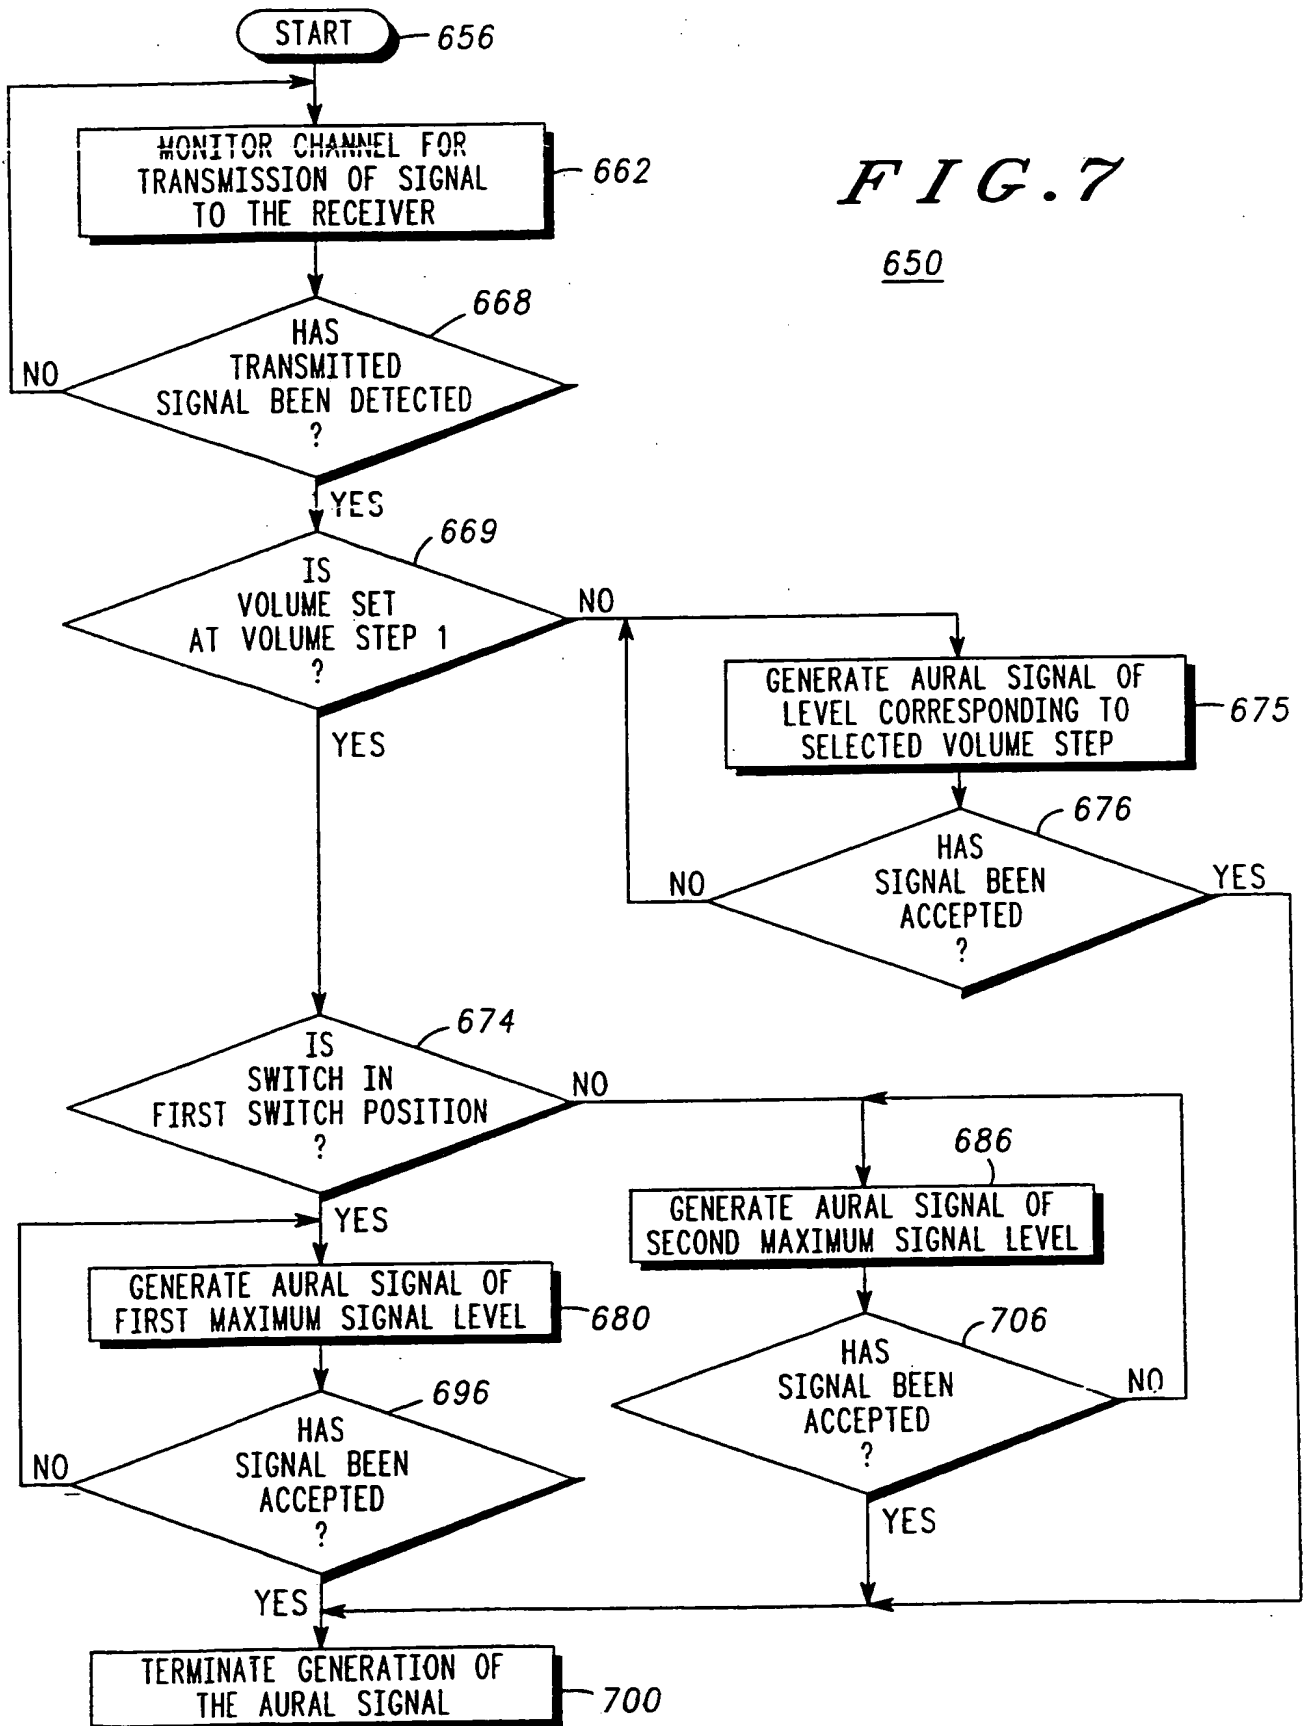 START
656
MONITOR CHANNEL FOR
TRANSMISSION OF SIGNAL
TO THE RECEIVER
662
FIG. 7
650
668
HAS
TRANSMITTED
SIGNAL BEEN DETECTED
?
NO
YES
669
IS
VOLUME SET
AT VOLUME STEP 1
?
NO
YES
GENERATE AURAL SIGNAL OF
LEVEL CORRESPONDING TO
SELECTED VOLUME STEP
675
676
HAS
SIGNAL BEEN
ACCEPTED
?
NO
YES
674
IS
SWITCH IN
FIRST SWITCH POSITION
?
NO
YES
686
GENERATE AURAL SIGNAL OF
SECOND MAXIMUM SIGNAL LEVEL
GENERATE AURAL SIGNAL OF
FIRST MAXIMUM SIGNAL LEVEL
680
706
HAS
SIGNAL BEEN
ACCEPTED
?
NO
YES
696
HAS
SIGNAL BEEN
ACCEPTED
?
NO
YES
TERMINATE GENERATION OF
THE AURAL SIGNAL
700